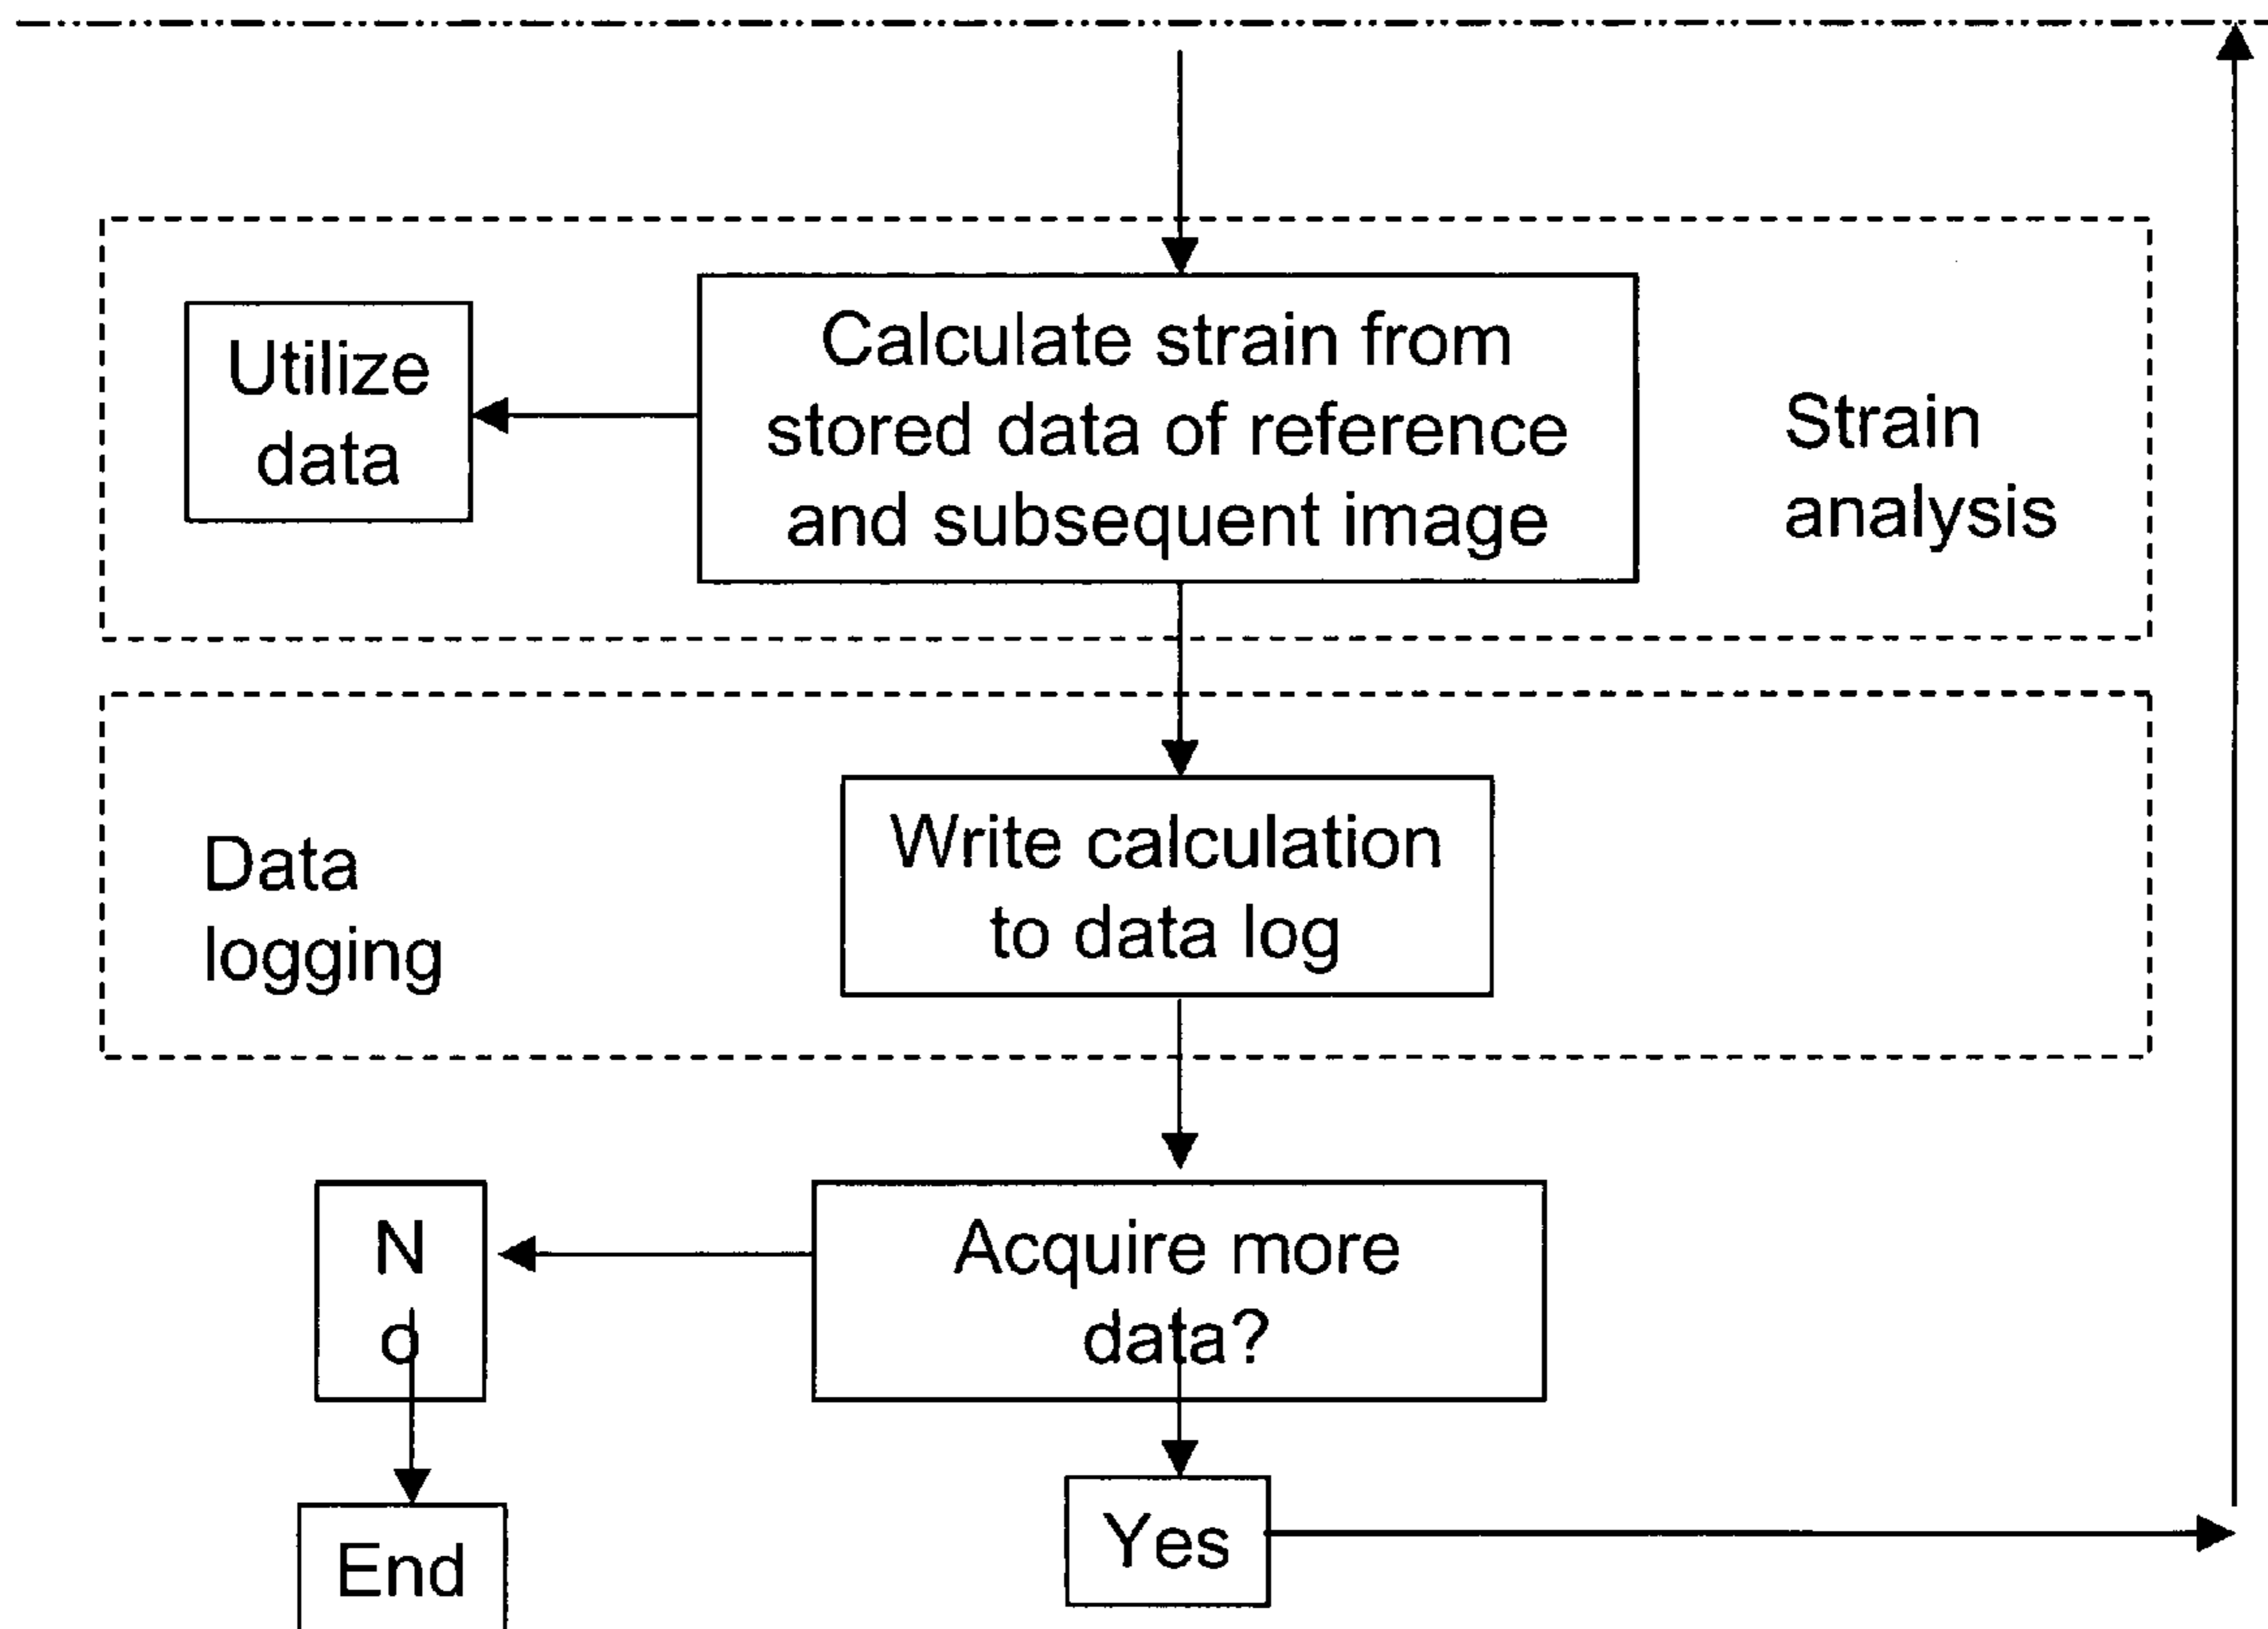 Utilize
data
Calculate strain from
stored data of reference
and subsequent image
Strain
analysis
Data
logging
Write calculation
to data log
N
o
Acquire more
data?
Yes
End